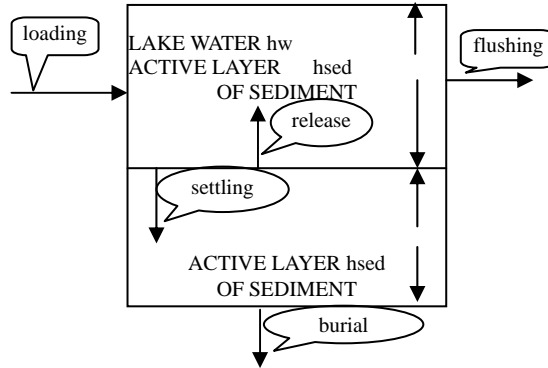 loading
LAKE WATER hw
ACTIVE LAYER hsed
OF SEDIMENT
flushing
release
settling
ACTIVE LAYER hsed
OF SEDIMENT
burial